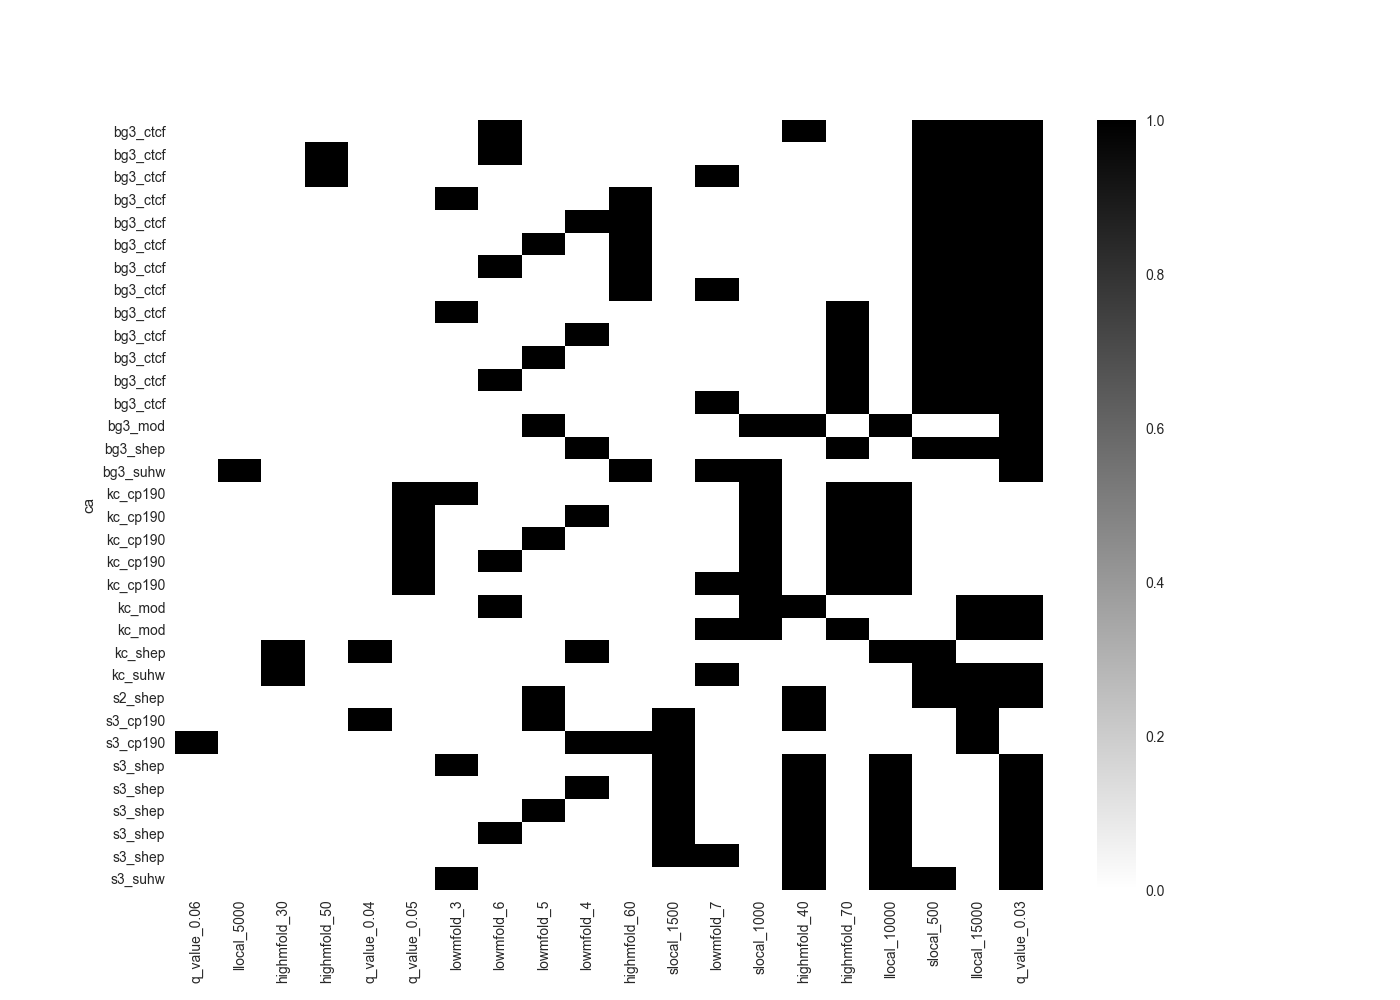 bg3_ctcf
bg3_ctcf
bg3_ctcf
bg3_ctcf
bg3_ctcf
bg3_ctcf
bg3_ctcf
bg3_ctcf
bg3_ctcf
bg3_ctcf
bg3_ctcf
bg3_ctcf
bg3_ctcf
bg3_mod
bg3_shep
bg3_suhw
kc_cp190
kc_cp190
kc_cp190
kc_cp190
kc_cp190
kc_mod
kc_mod
kc_shep
kc_suhw
s2_shep
s3_cp190
s3_cp190
s3_shep
s3_shep
s3_shep
s3_shep
s3_shep
s3_suhw
ca
q_value_0.06
llocal_5000
highmfold_30
highmfold_50
q_value_0.04
q_value_0.05
lowmfold_3
lowmfold_6
lowmfold_5
lowmfold_4
highmfold_60
slocal_1500
lowmfold_7
slocal_1000
highmfold_40
highmfold_70
llocal_10000
slocal_500
llocal_15000
q_value_0.03
1.0
0.8
0.6
0.4
0.2
0.0